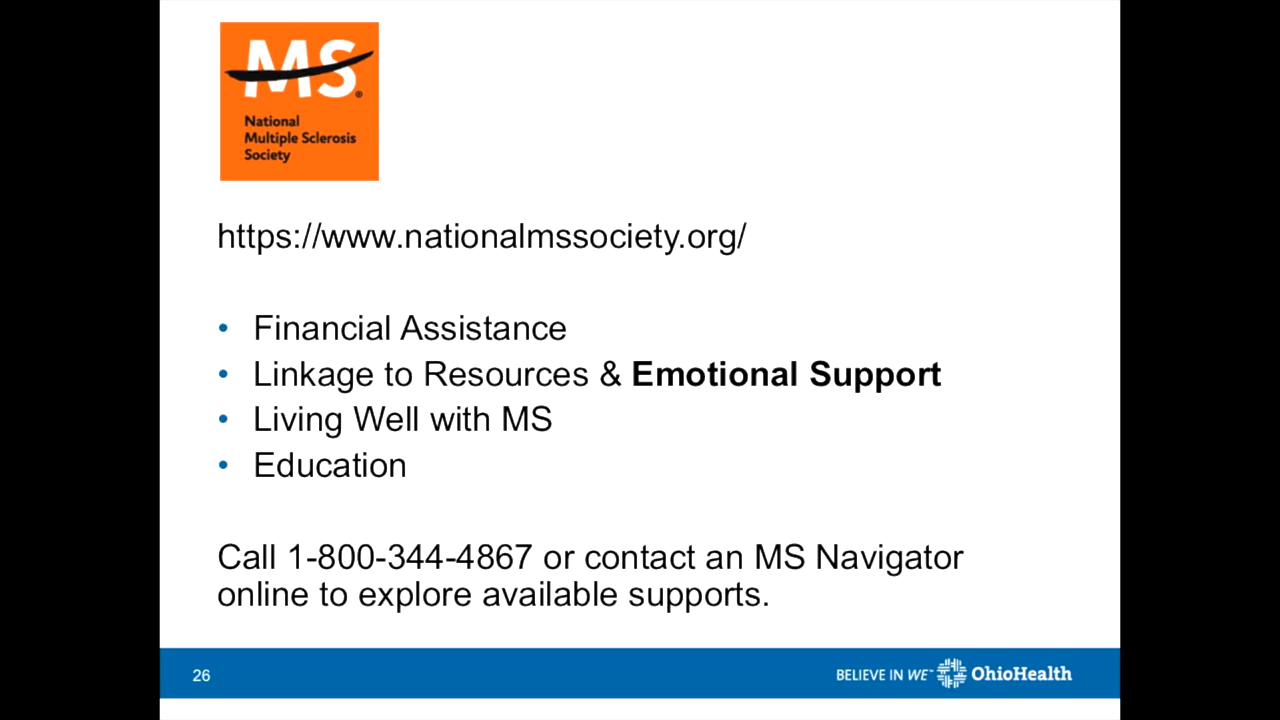 MS®
National
Multiple Sclerosis
Society
https://www.nationalmssociety.org/
• Financial Assistance
• Linkage to Resources & Emotional Support
• Living Well with MS
• Education
Call 1-800-344-4867 or contact an MS Navigator
online to explore available supports.
26
BELIEVE IN WE℠ OhioHealth